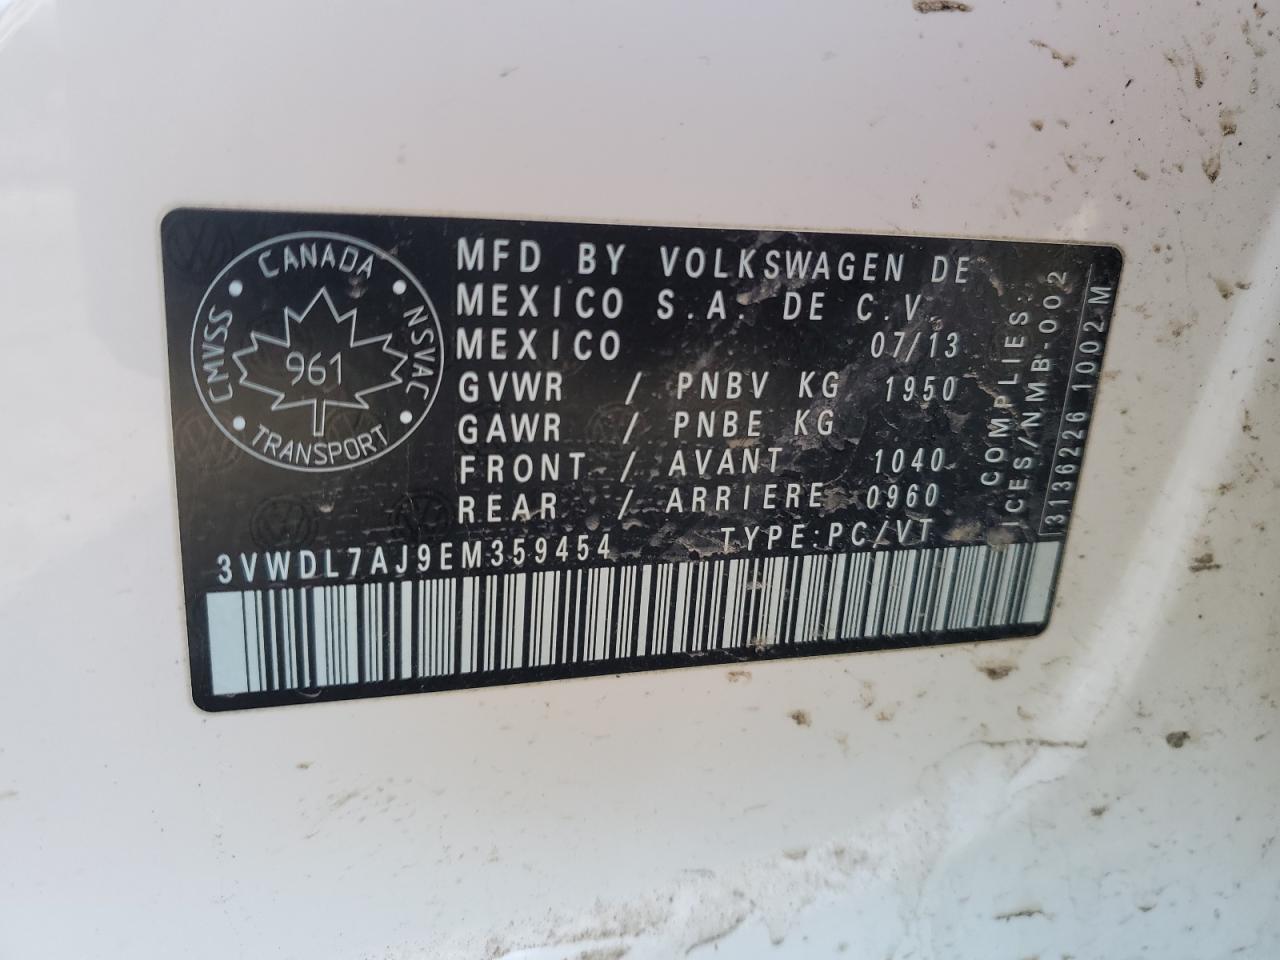 CANADA
CMVSS
NSVAC
961
TRANSPORT
MFD BY VOLKSWAGEN DE
MEXICO S.A. DE C.V.
MEXICO 07/13
GVWR / PNBV KG 1950
GAWR / PNBE KG
FRONT / AVANT 1040
REAR / ARRIERE 0960
3VWDL7AJ9EM359454 TYPE:PC/VT
COMPLIES:
ICES/NMB-002
3136226 1002M